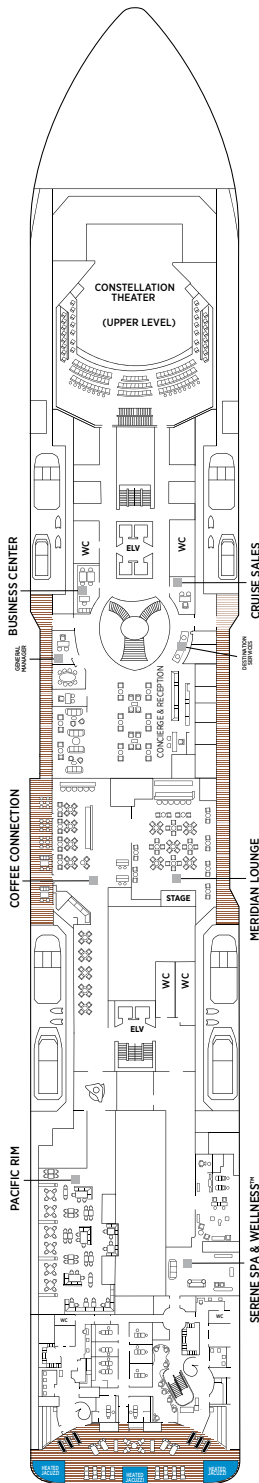 CONSTELLATION
THEATER
(UPPER LEVEL)
BUSINESS CENTER
WC
ELV
WC
CRUISE SALES
GENERAL
MANAGER
DESTINATION
SERVICES
CONCIERGE & RECEPTION
COFFEE CONNECTION
MERIDIAN LOUNGE
STAGE
WC
WC
ELV
PACIFIC RIM
SERENE SPA & WELLNESS™
WC
WC
HEATED
JACUZZI
HEATED
JACUZZI
HEATED
JACUZZI